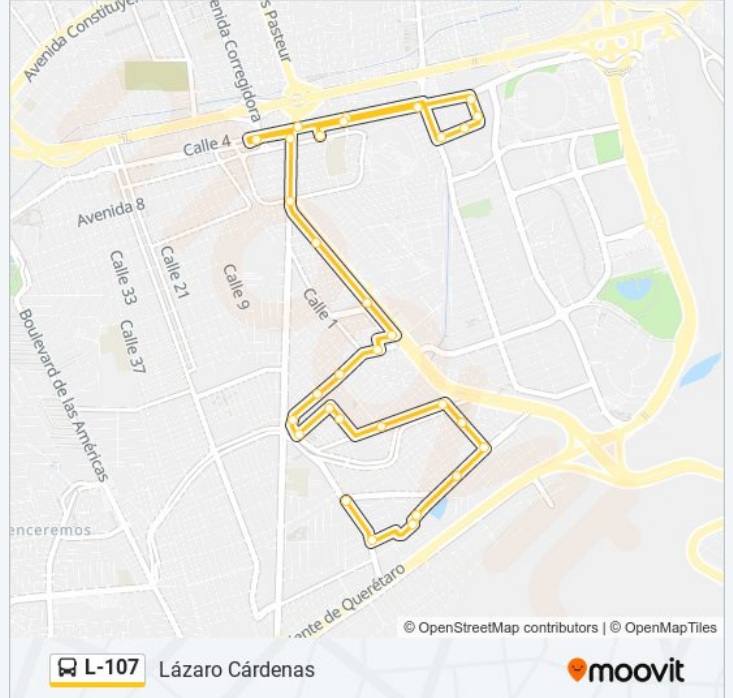 Avenida Constituye
enida Corregidora
s Pasteur
Calle 4
Avenida 8
Calle 33
Calle 21
Calle 9
Calle 1
Calle 37
Boulevard de las Américas
enceremos
ente de Querétaro
© OpenStreetMap contributors | © OpenMapTiles
L-107 Lázaro Cárdenas
moovit